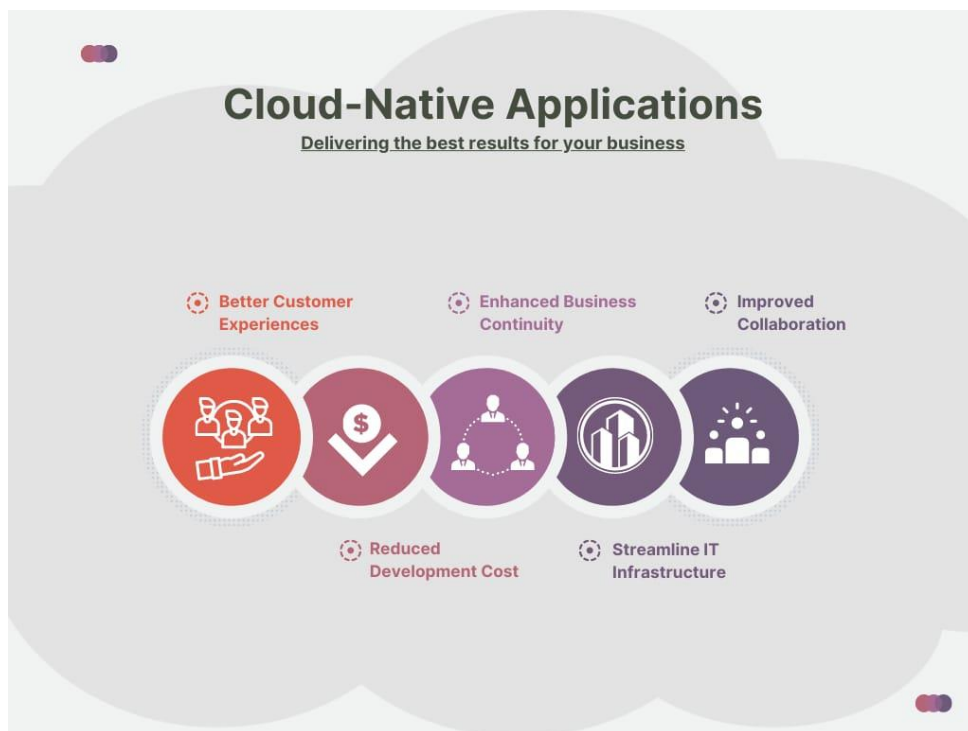 Cloud-Native Applications
Delivering the best results for your business
Better Customer
Experiences
Enhanced Business
Continuity
Improved
Collaboration
$
Reduced
Development Cost
Streamline IT
Infrastructure